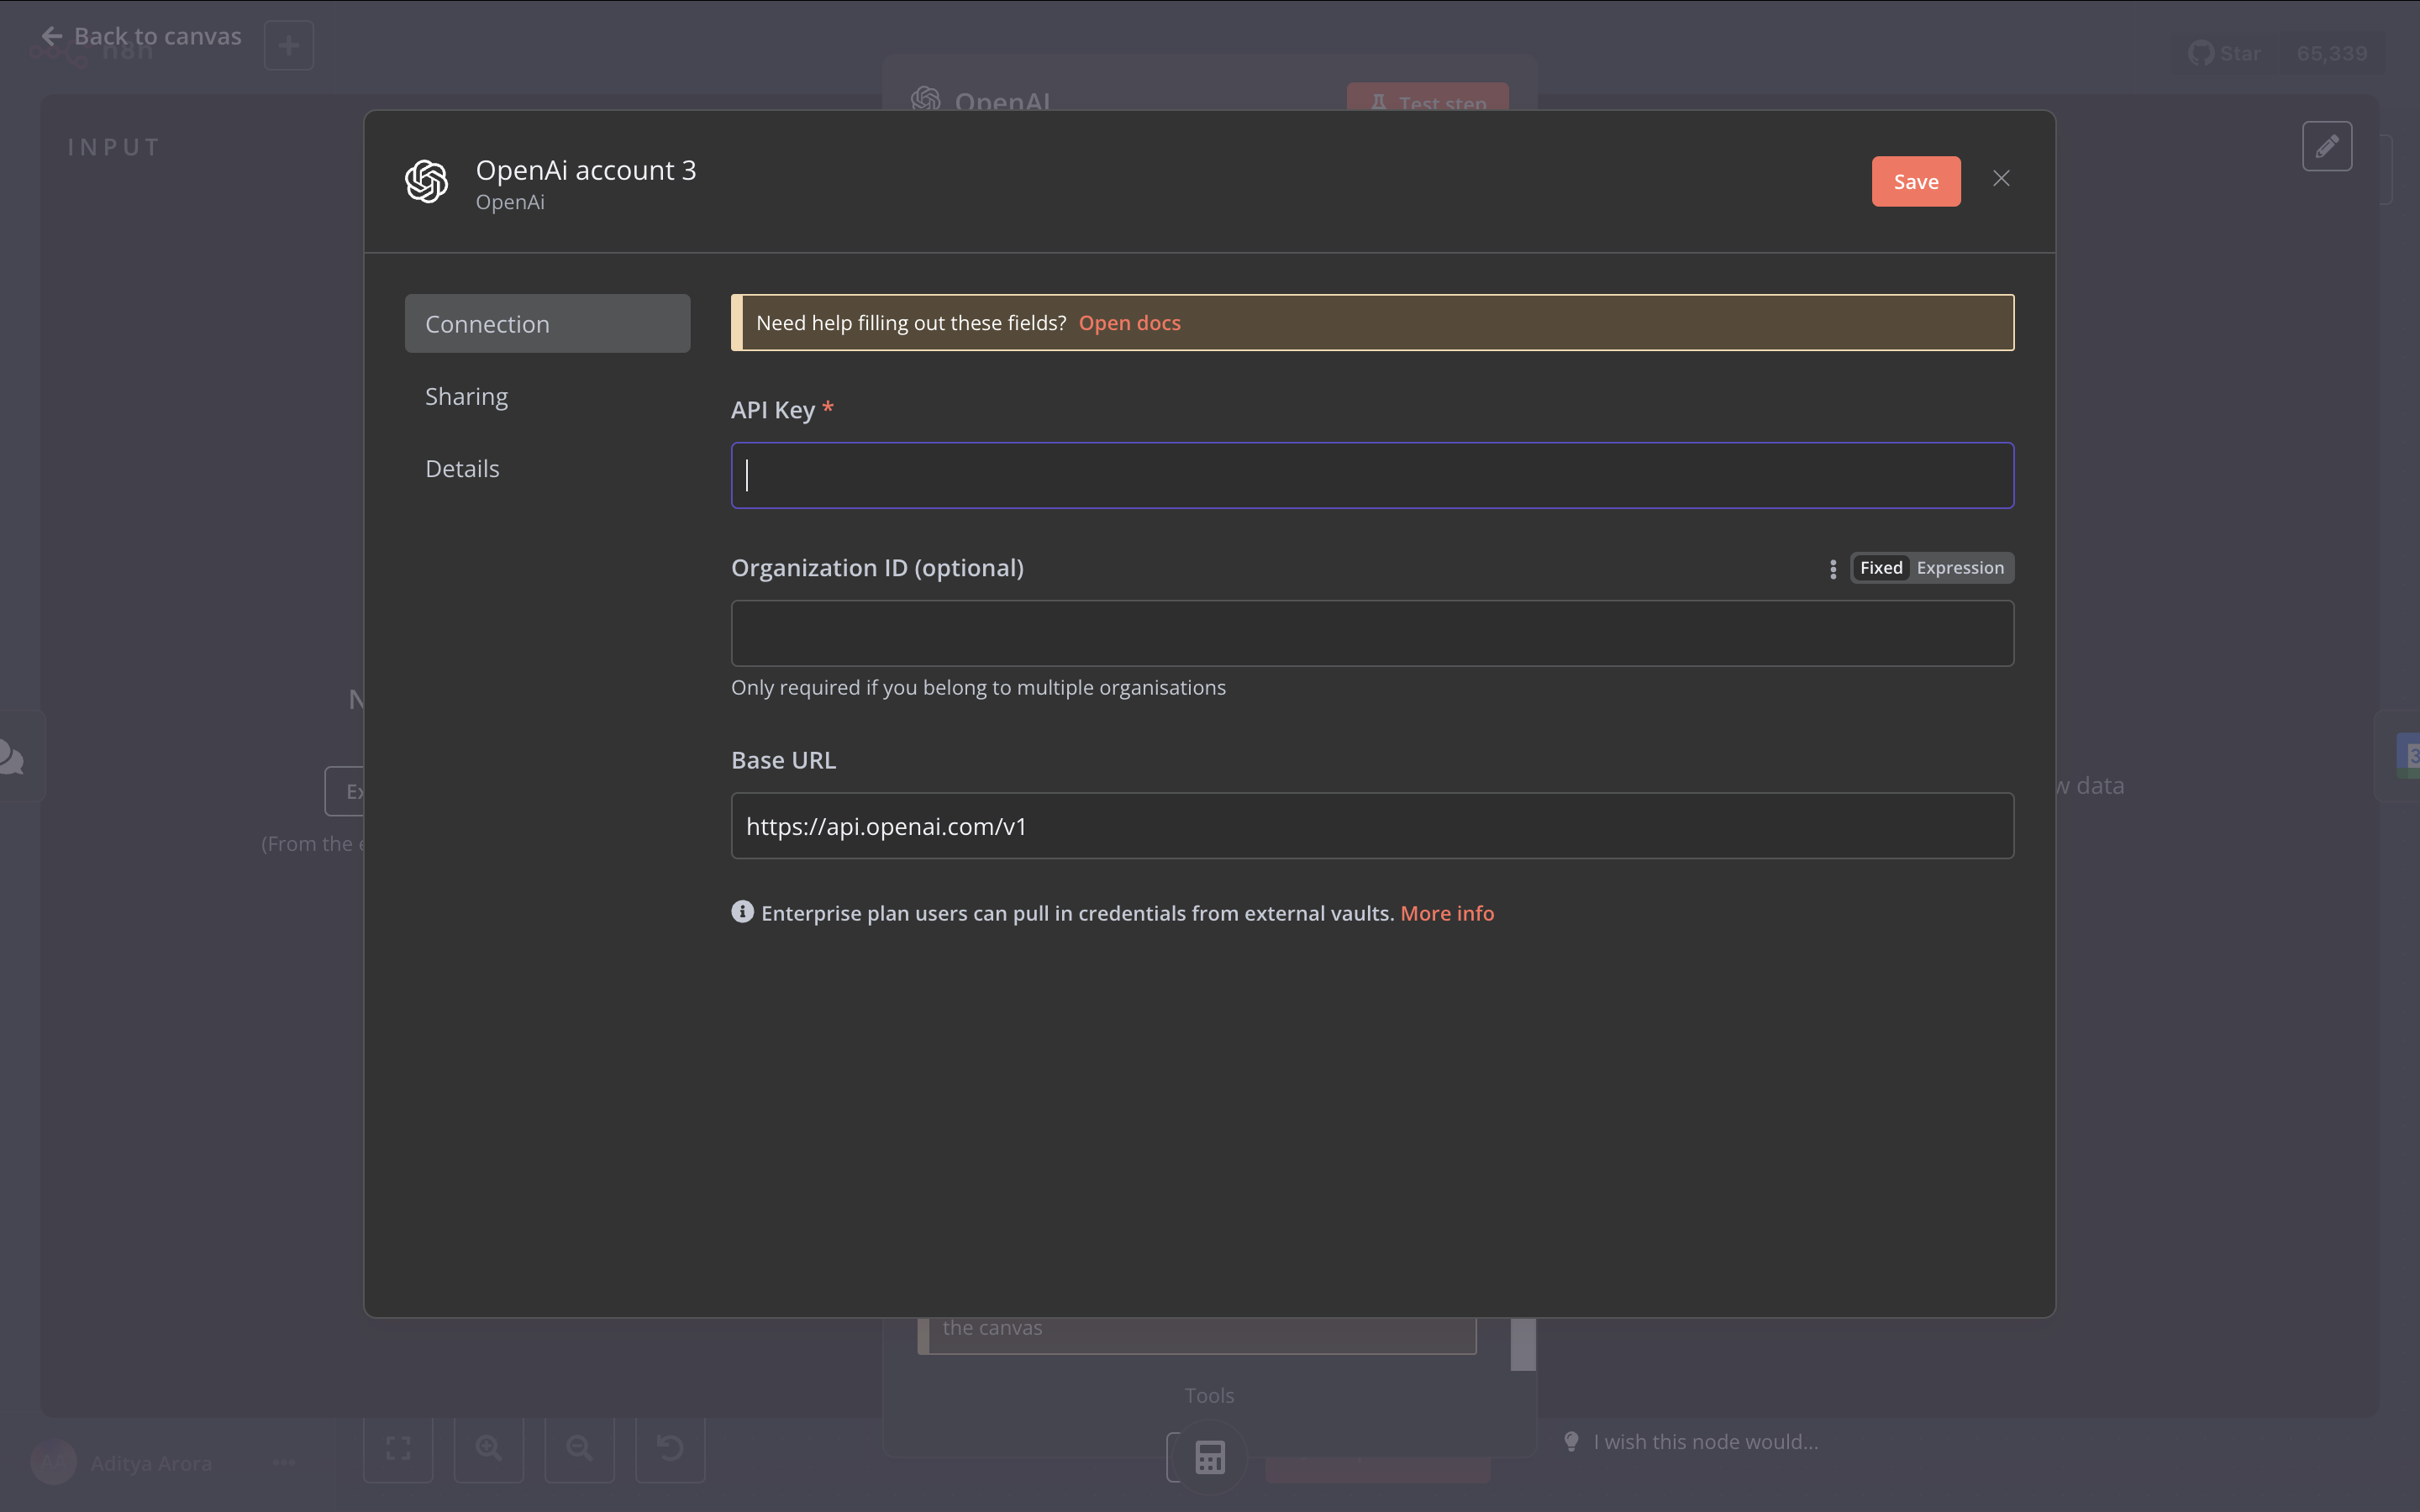 Back to canvas
n8n
Star 65,339
INPUT
OpenAI
Test step
OpenAi account 3
OpenAi
Save
Connection
Sharing
Details
Need help filling out these fields? Open docs
API Key *
Organization ID (optional)
Fixed Expression
Only required if you belong to multiple organisations
Base URL
https://api.openai.com/v1
(From the
data
Enterprise plan users can pull in credentials from external vaults. More info
the canvas
Tools
I wish this node would...
AA Aditya Arora